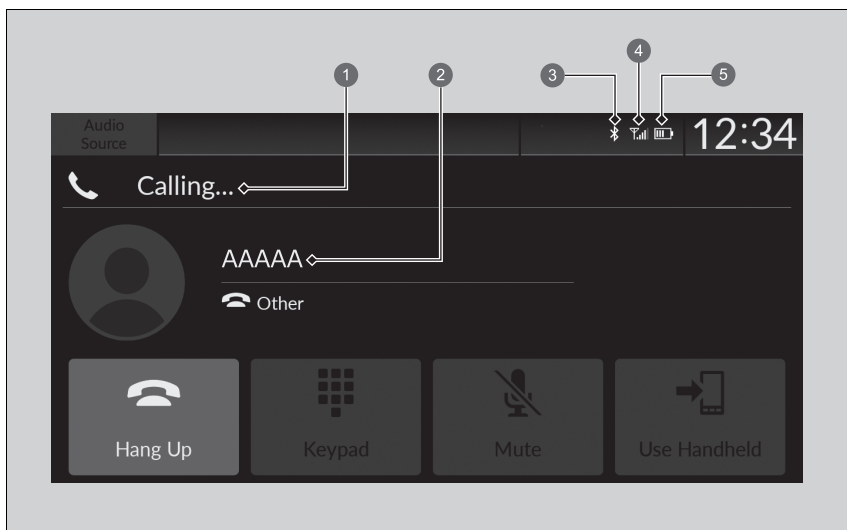 1
2
3
4
5
Audio
Source
12:34
Calling...
AAAAA
Other
Hang Up
Keypad
Mute
Use Handheld